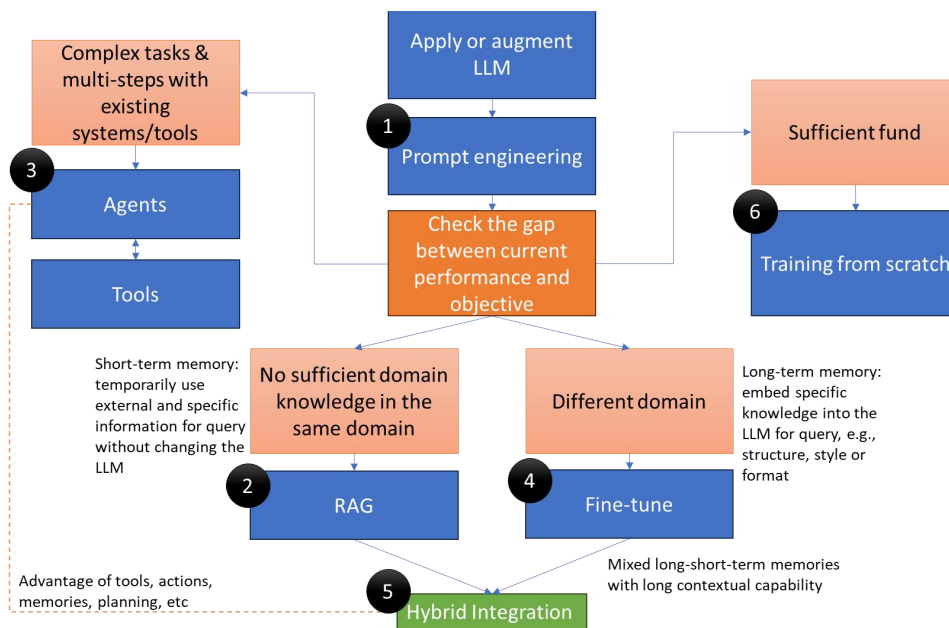 Apply or augment
LLM
Complex tasks &
multi-steps with
existing
systems/tools
1
Prompt engineering
Sufficient fund
3
Agents
6
Training from scratch
Check the gap
between current
performance and
objective
Tools
Short-term memory:
temporarily use
external and specific
information for query
without changing the
LLM
No sufficient domain
knowledge in the
same domain
Different domain
Long-term memory:
embed specific
knowledge into the
LLM for query, e.g.,
structure, style or
format
2
RAG
4
Fine-tune
Advantage of tools, actions,
memories, planning, etc
Mixed long-short-term memories
with long contextual capability
5
Hybrid Integration